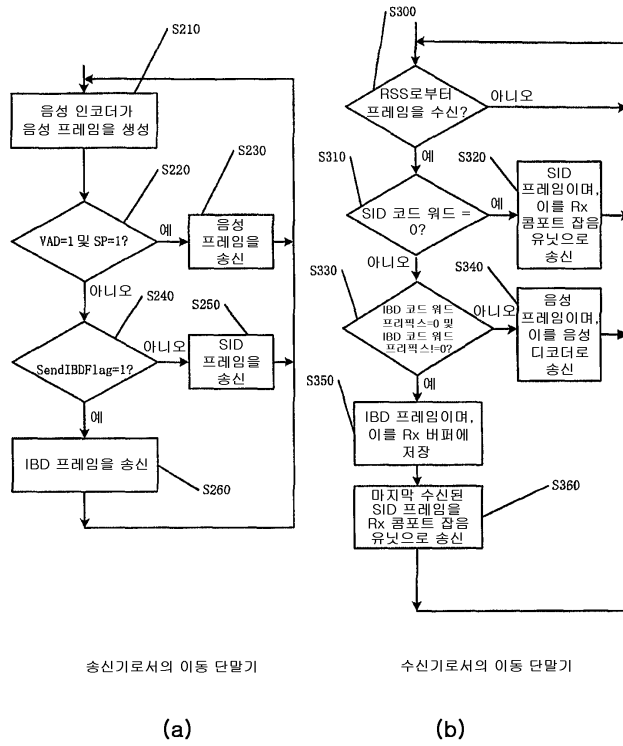 S210
음성 인코더가
음성 프레임을 생성
S220
VAD=1 및 SP=1?
예
S230
음성
프레임을
송신
아니오
S240
SendIBDFlag=1?
아니오
S250
SID
프레임을
송신
예
IBD 프레임을 송신
S260
송신기로서의 이동 단말기
(a)
S300
RSS로부터
프레임을 수신?
아니오
예
S310
SID 코드 워드 =
0?
예
S320
SID
프레임이며,
이를 Rx
콤포트 잡음
유닛으로
송신
아니오
S330
IBD 코드 워드
프리픽스=0 및
IBD 코드 워드
프리픽스!=0?
아니오
S340
음성
프레임이며,
이를 음성
디코더로
송신
예
S350
IBD 프레임이며,
이를 Rx 버퍼에
저장
S360
마지막 수신된
SID 프레임을
Rx 콤포트 잡음
유닛으로 송신
수신기로서의 이동 단말기
(b)